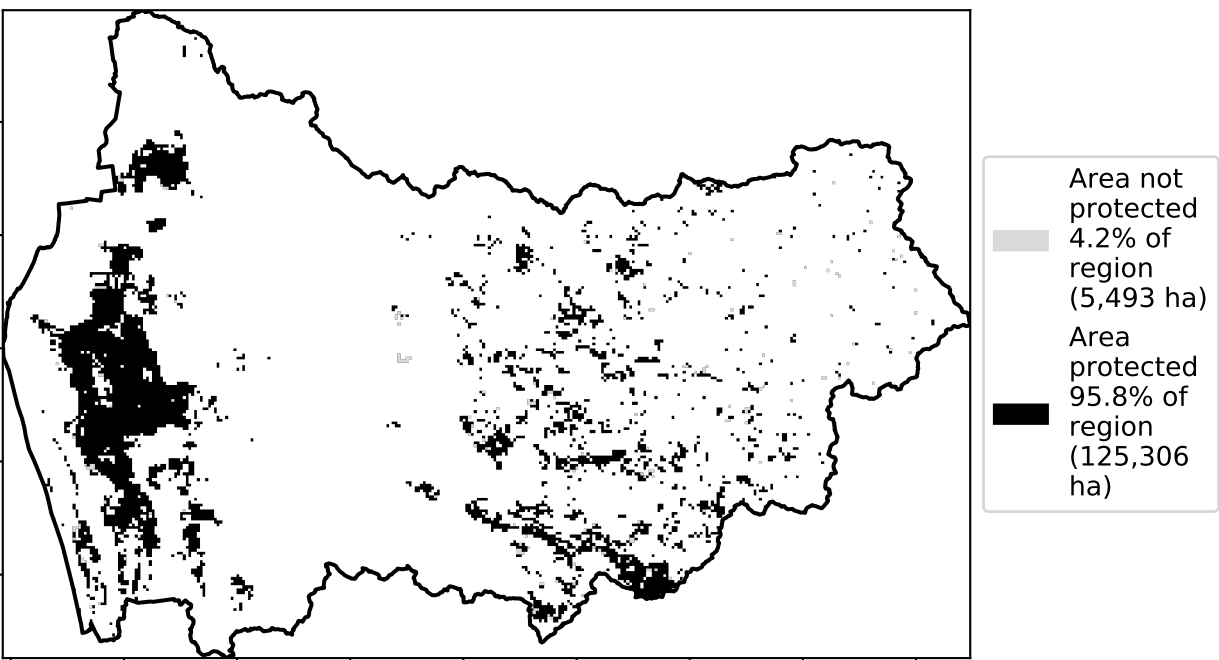 Area not
protected
4.2% of
region
(5,493 ha)
Area
protected
95.8% of
region
(125,306
ha)